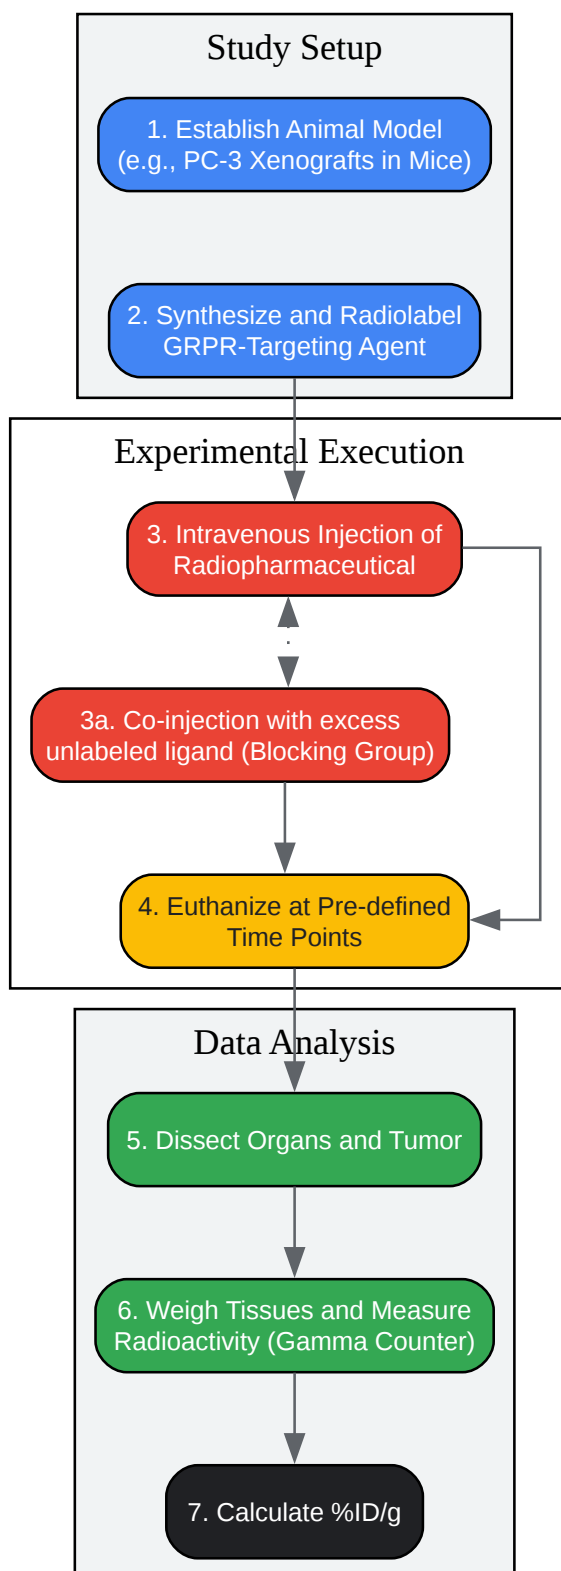 Study Setup
1. Establish Animal Model
(e.g., PC-3 Xenografts in Mice)
2. Synthesize and Radiolabel
GRPR-Targeting Agent
Experimental Execution
3. Intravenous Injection of
Radiopharmaceutical
3a. Co-injection with excess
unlabeled ligand (Blocking Group)
4. Euthanize at Pre-defined
Time Points
Data Analysis
5. Dissect Organs and Tumor
6. Weigh Tissues and Measure
Radioactivity (Gamma Counter)
7. Calculate %ID/g